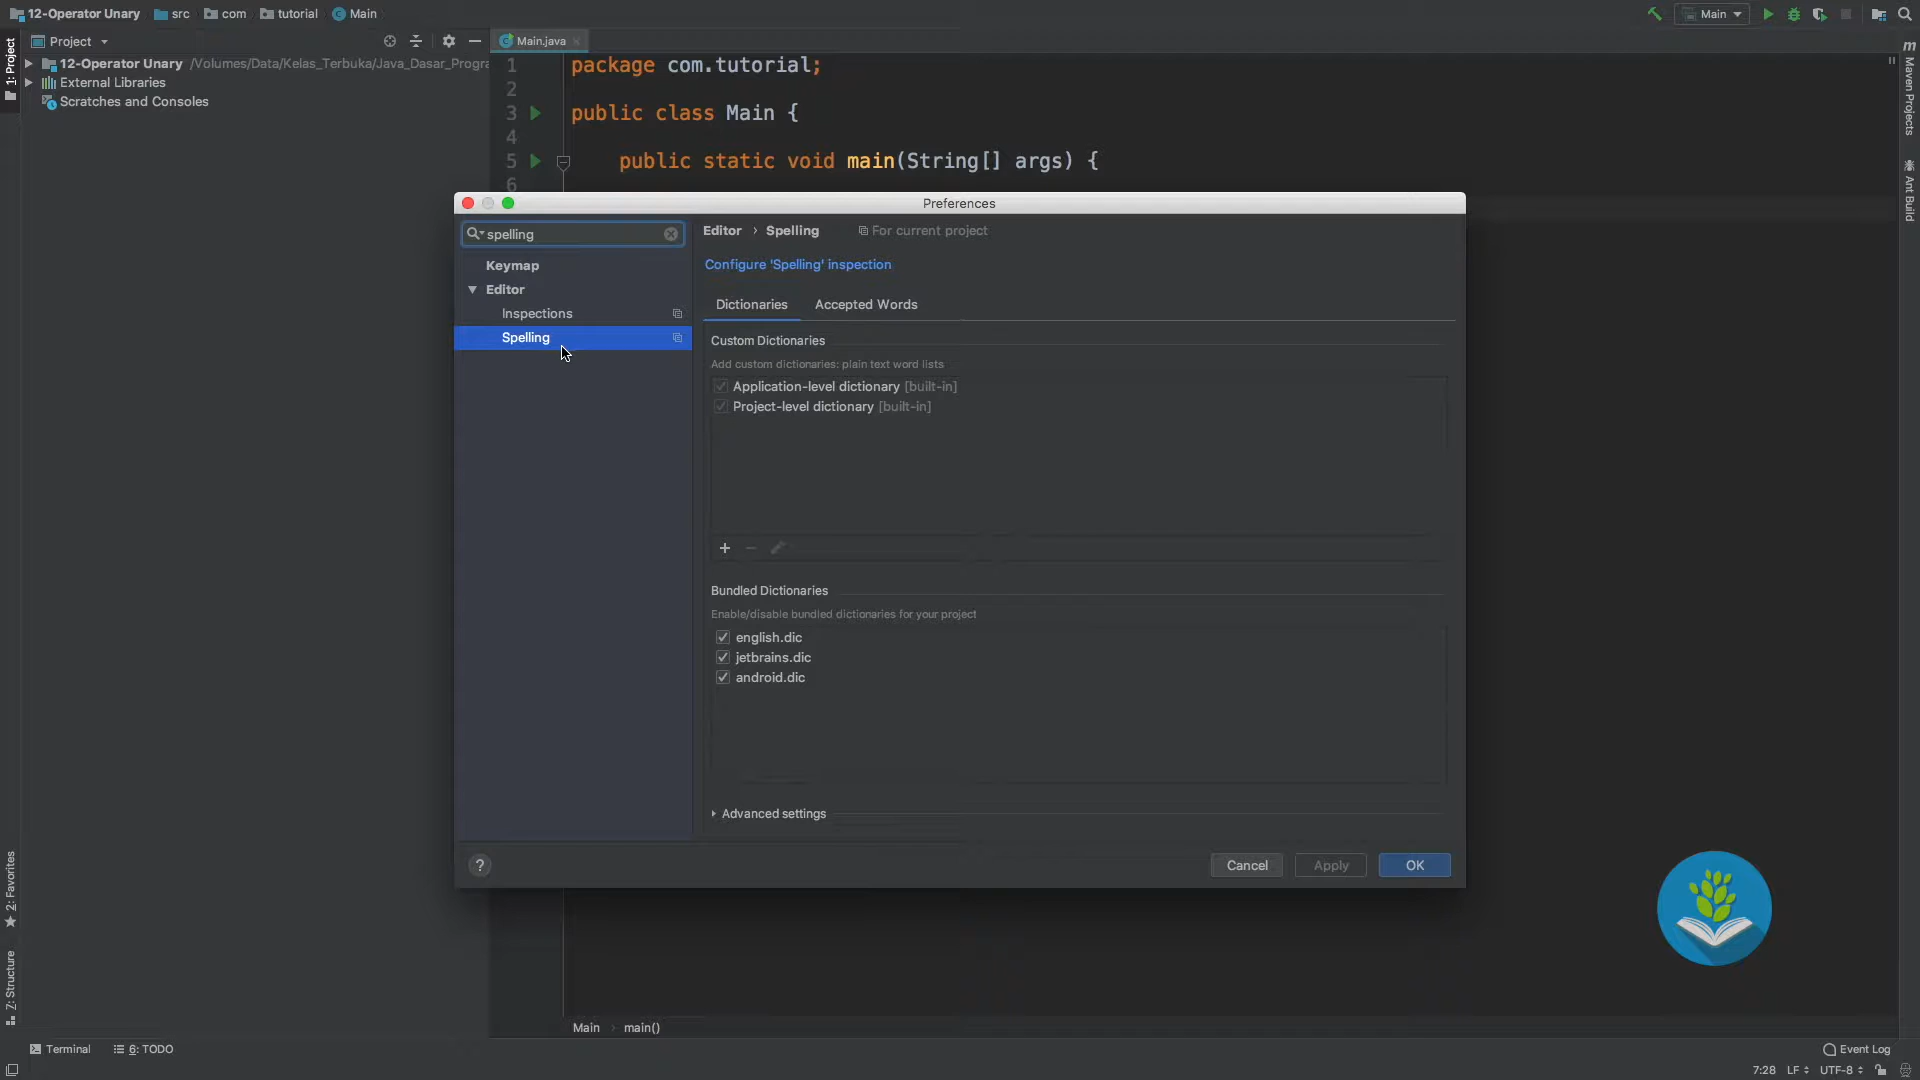 12-Operator Unary src com tutorial Main
Main
1: Project
Project
Main.java
12-Operator Unary /Volumes/Data/Kelas_Terbuka/Java_Dasar_Progra
External Libraries
Scratches and Consoles
1 package com.tutorial;
2
3 public class Main {
4
5 public static void main(String[] args) {
6
m Maven Projects
Ant Build
Preferences
spelling
Keymap
Editor
Inspections
Spelling
Editor › Spelling For current project
Configure 'Spelling' inspection
Dictionaries Accepted Words
Custom Dictionaries
Add custom dictionaries: plain text word lists
Application-level dictionary [built-in]
Project-level dictionary [built-in]
Bundled Dictionaries
Enable/disable bundled dictionaries for your project
english.dic
jetbrains.dic
android.dic
Advanced settings
? Cancel Apply OK
2: Favorites
Z: Structure
Main › main()
Terminal 6: TODO Event Log
7:28 LF UTF-8